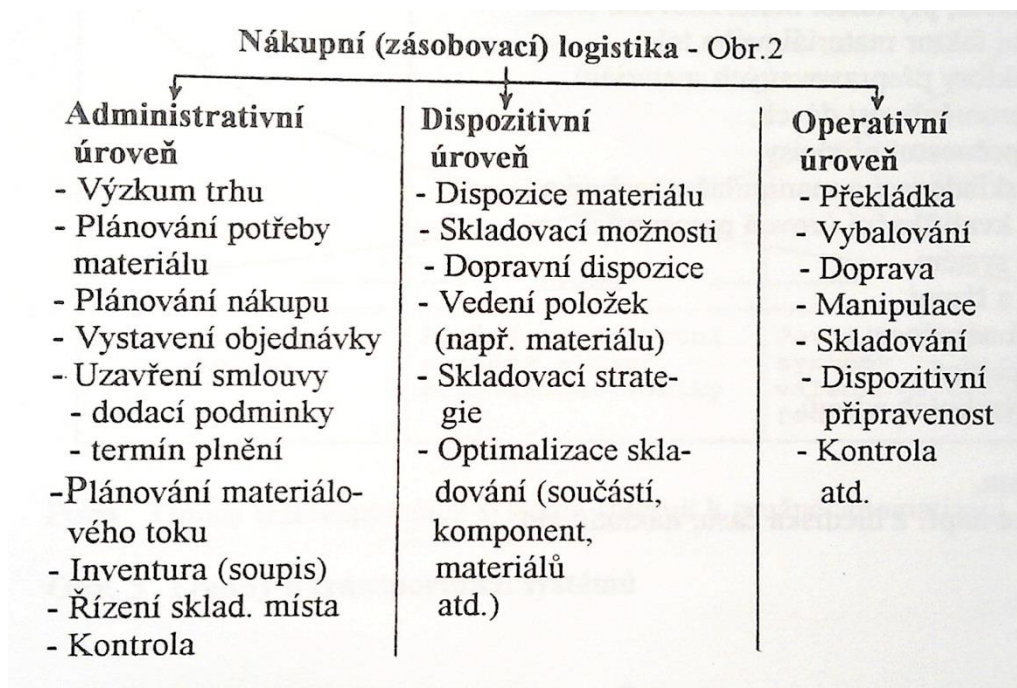 Nákupní (zásobovací) logistika - Obr.2
Administrativní
úroveň
- Výzkum trhu
- Plánování potřeby
materiálu
- Plánování nákupu
- Vystavení objednávky
- Uzavření smlouvy
- dodací podminky
- termín plnění
-Plánování materiálo-
vého toku
- Inventura (soupis)
- Řízení sklad. místa
- Kontrola
Dispozitivní
úroveň
- Dispozice materiálu
- Skladovací možnosti
- Dopravní dispozice
- Vedení položek
(např. materiálu)
- Skladovací strate-
gie
- Optimalizace skla-
dování (součástí,
komponent,
materiálů
atd.)
Operativní
úroveň
- Překládka
- Vybalování
- Doprava
- Manipulace
- Skladování
- Dispozitivní
připravenost
- Kontrola
atd.